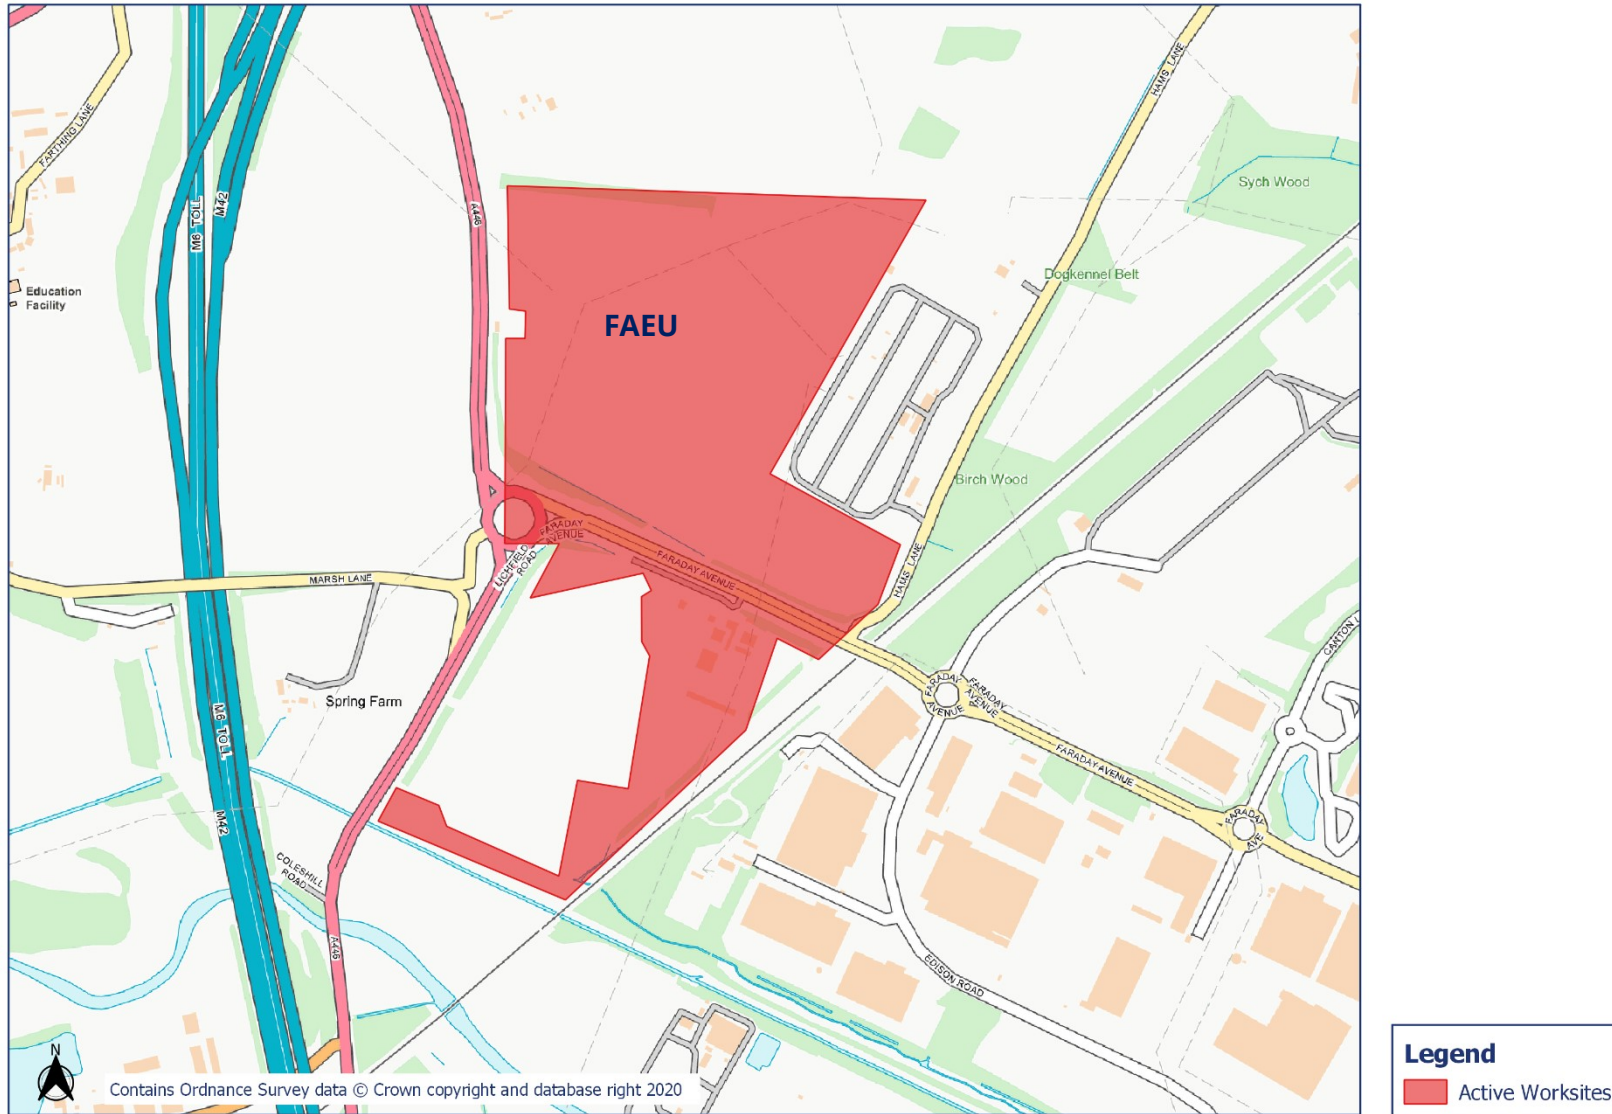 FARTHING LANE
M6 TOLL
M42
A446
HAMS LANE
Sych Wood
Dogkennel Belt
Education
Facility
FAEU
Birch Wood
FARADAY
AVENUE
LICHFIELD
ROAD
FARADAY AVENUE
HAMS LANE
MARSH LANE
CANTON L
Spring Farm
FARADAY
AVENUE
FARADAY
AVENUE
M6 TOLL
FARADAY AVENUE
M42
FARADAY
AVE
COLESHILL
ROAD
A446
EDISON ROAD
N
Contains Ordnance Survey data © Crown copyright and database right 2020
Legend
Active Worksites